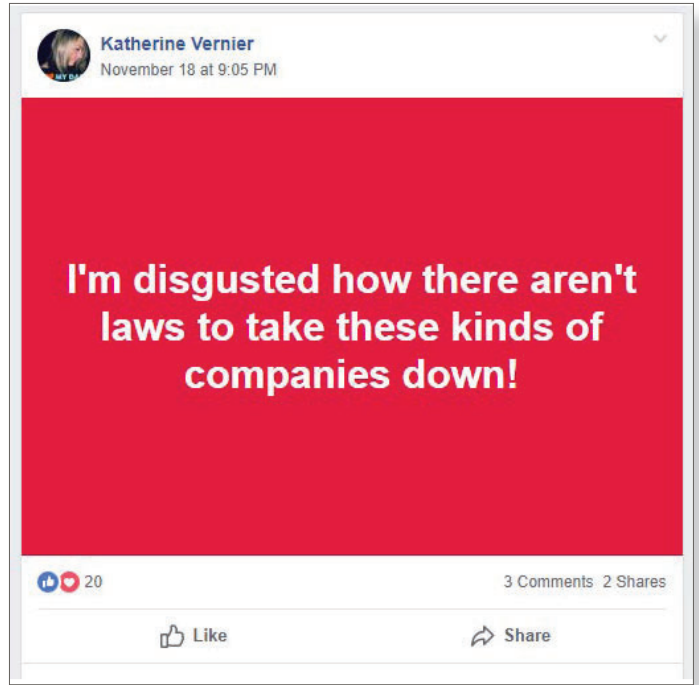 Katherine Vernier
November 18 at 9:05 PM
I'm disgusted how there aren't
laws to take these kinds of
companies down!
20
3 Comments 2 Shares
Like
Share